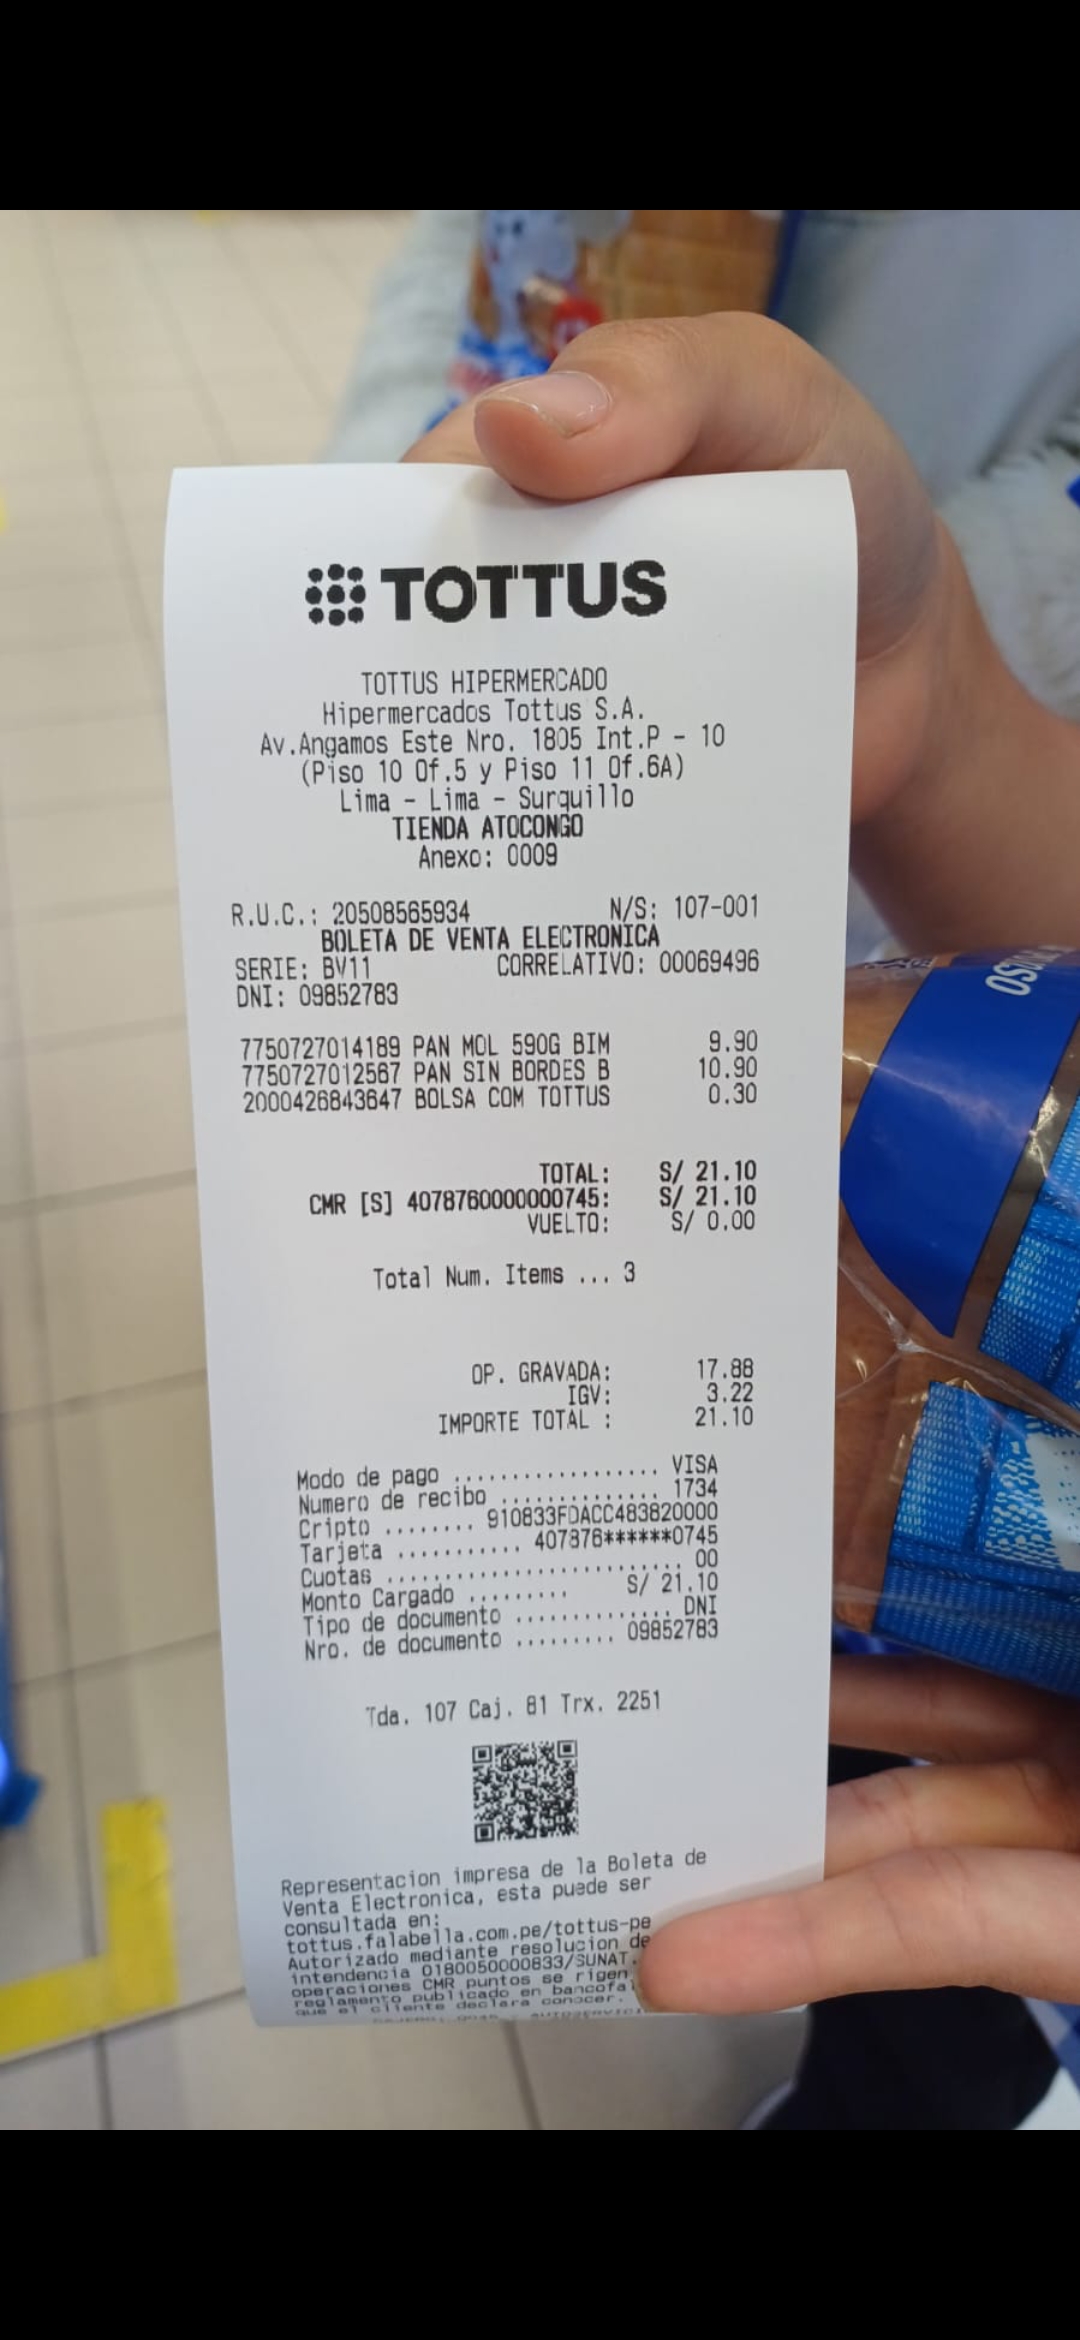 TOTTUS
TOTTUS HIPERMERCADO
Hipermercados Tottus S.A.
Av.Angamos Este Nro. 1805 Int.P - 10
(Piso 10 Of.5 y Piso 11 Of.6A)
Lima - Lima - Surquillo
TIENDA ATOCONGO
Anexo: 0009
R.U.C.: 20508565934 N/S: 107-001
BOLETA DE VENTA ELECTRONICA
SERIE: BV11 CORRELATIVO: 00069496
DNI: 09852783
7750727014189 PAN MOL 590G BIM 9.90
7750727012567 PAN SIN BORDES B 10.90
2000426843647 BOLSA COM TOTTUS 0.30
TOTAL: S/ 21.10
CMR [S] 4078760000000745: S/ 21.10
VUELTO: S/ 0.00
Total Num. Items ... 3
OP. GRAVADA: 17.88
IGV: 3.22
IMPORTE TOTAL : 21.10
Modo de pago .................. VISA
Numero de recibo .............. 1734
Cripto ........ 910833FDACC483820000
Tarjeta ........... 407876******0745
Cuotas .......................... 00
Monto Cargado ......... S/ 21.10
Tipo de documento .............. DNI
Nro. de documento ......... 09852783
Tda. 107 Caj. 81 Trx. 2251
Representacion impresa de la Boleta de
Venta Electronica, esta puede ser
consultada en:
tottus.falabella.com.pe/tottus-pe
Autorizado mediante resolucion de
intendencia 0180050000833/SUNAT.
operaciones CMR puntos se rigen
reglamento publicado en bancofa
que el cliente declara conocer.